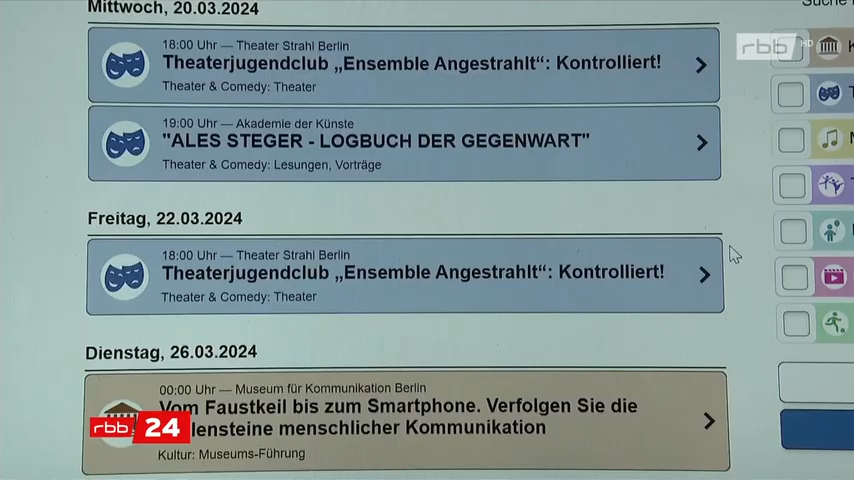 Mittwoch, 20.03.2024
18:00 Uhr — Theater Strahl Berlin
Theaterjugendclub „Ensemble Angestrahlt“: Kontrolliert!
Theater & Comedy: Theater
19:00 Uhr — Akademie der Künste
"ALES STEGER - LOGBUCH DER GEGENWART"
Theater & Comedy: Lesungen, Vorträge
Freitag, 22.03.2024
18:00 Uhr — Theater Strahl Berlin
Theaterjugendclub „Ensemble Angestrahlt“: Kontrolliert!
Theater & Comedy: Theater
Dienstag, 26.03.2024
00:00 Uhr — Museum für Kommunikation Berlin
Vom Faustkeil bis zum Smartphone. Verfolgen Sie die
menschlicher Kommunikation
Kultur: Museums-Führung
Suche
rbb HD
rbb 24